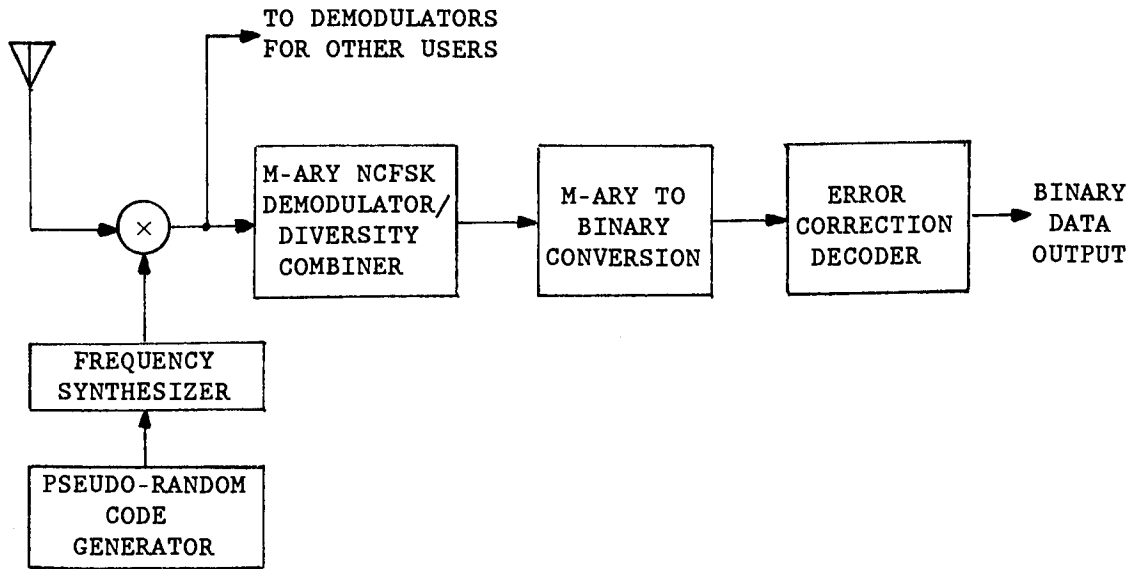 TO DEMODULATORS
FOR OTHER USERS
×
M-ARY NCFSK
DEMODULATOR/
DIVERSITY
COMBINER
M-ARY TO
BINARY
CONVERSION
ERROR
CORRECTION
DECODER
BINARY
DATA
OUTPUT
FREQUENCY
SYNTHESIZER
PSEUDO-RANDOM
CODE
GENERATOR